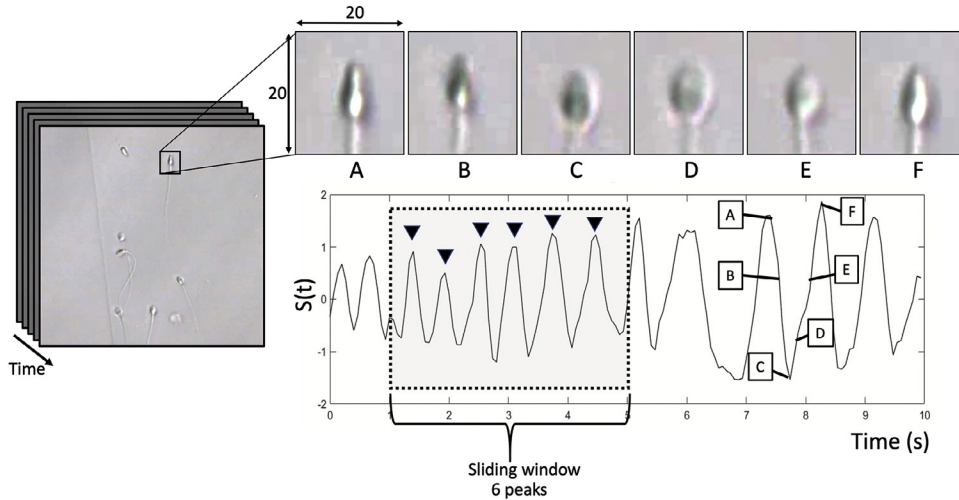 20
20
A B C D E F
Time
S(t)
2
1
0
-1
-2
A
F
B
E
D
C
0 1 2 3 4 5 6 7 8 9 10
Time (s)
Sliding window
6 peaks